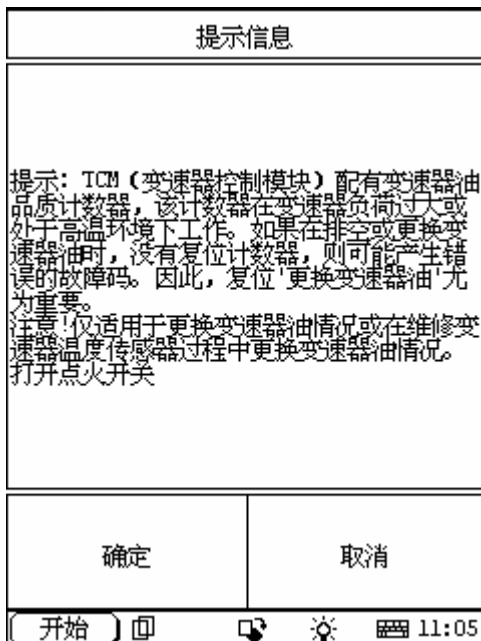 提示信息
提示: TCM (变速器控制模块) 配有变速器油
品质计数器, 该计数器在变速器负荷过大或
处于高温环境下工作。如果在排空或更换变
速器油时, 没有复位计数器, 则可能产生错
误的故障码。因此, 复位'更换变速器油'尤
为重要。
注意!仅适用于更换变速器油情况或在维修变
速器温度传感器过程中更换变速器油情况。
打开点火开关
确定 取消
开始 11:05